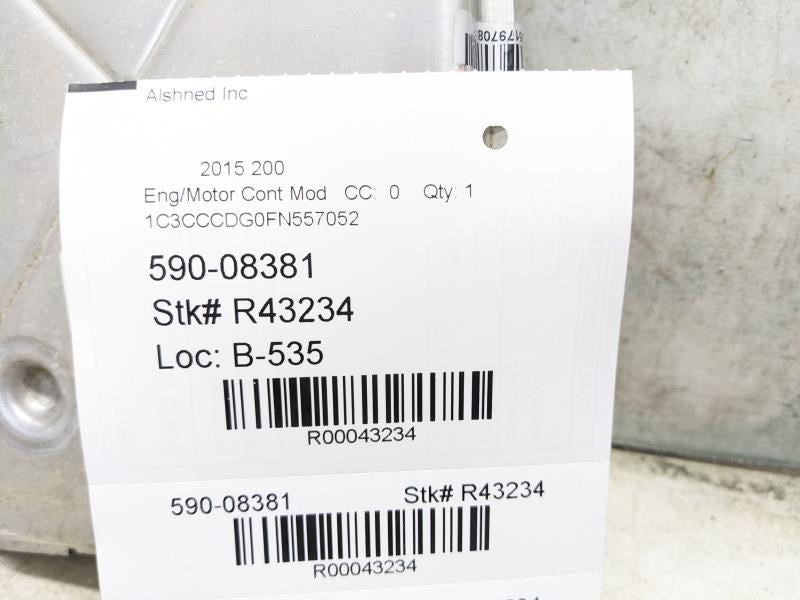 179708
Alshned Inc
2015 200
Eng/Motor Cont Mod CC: 0 Qty: 1
1C3CCCDG0FN557052
590-08381
Stk# R43234
Loc: B-535
R00043234
590-08381 Stk# R43234
R00043234